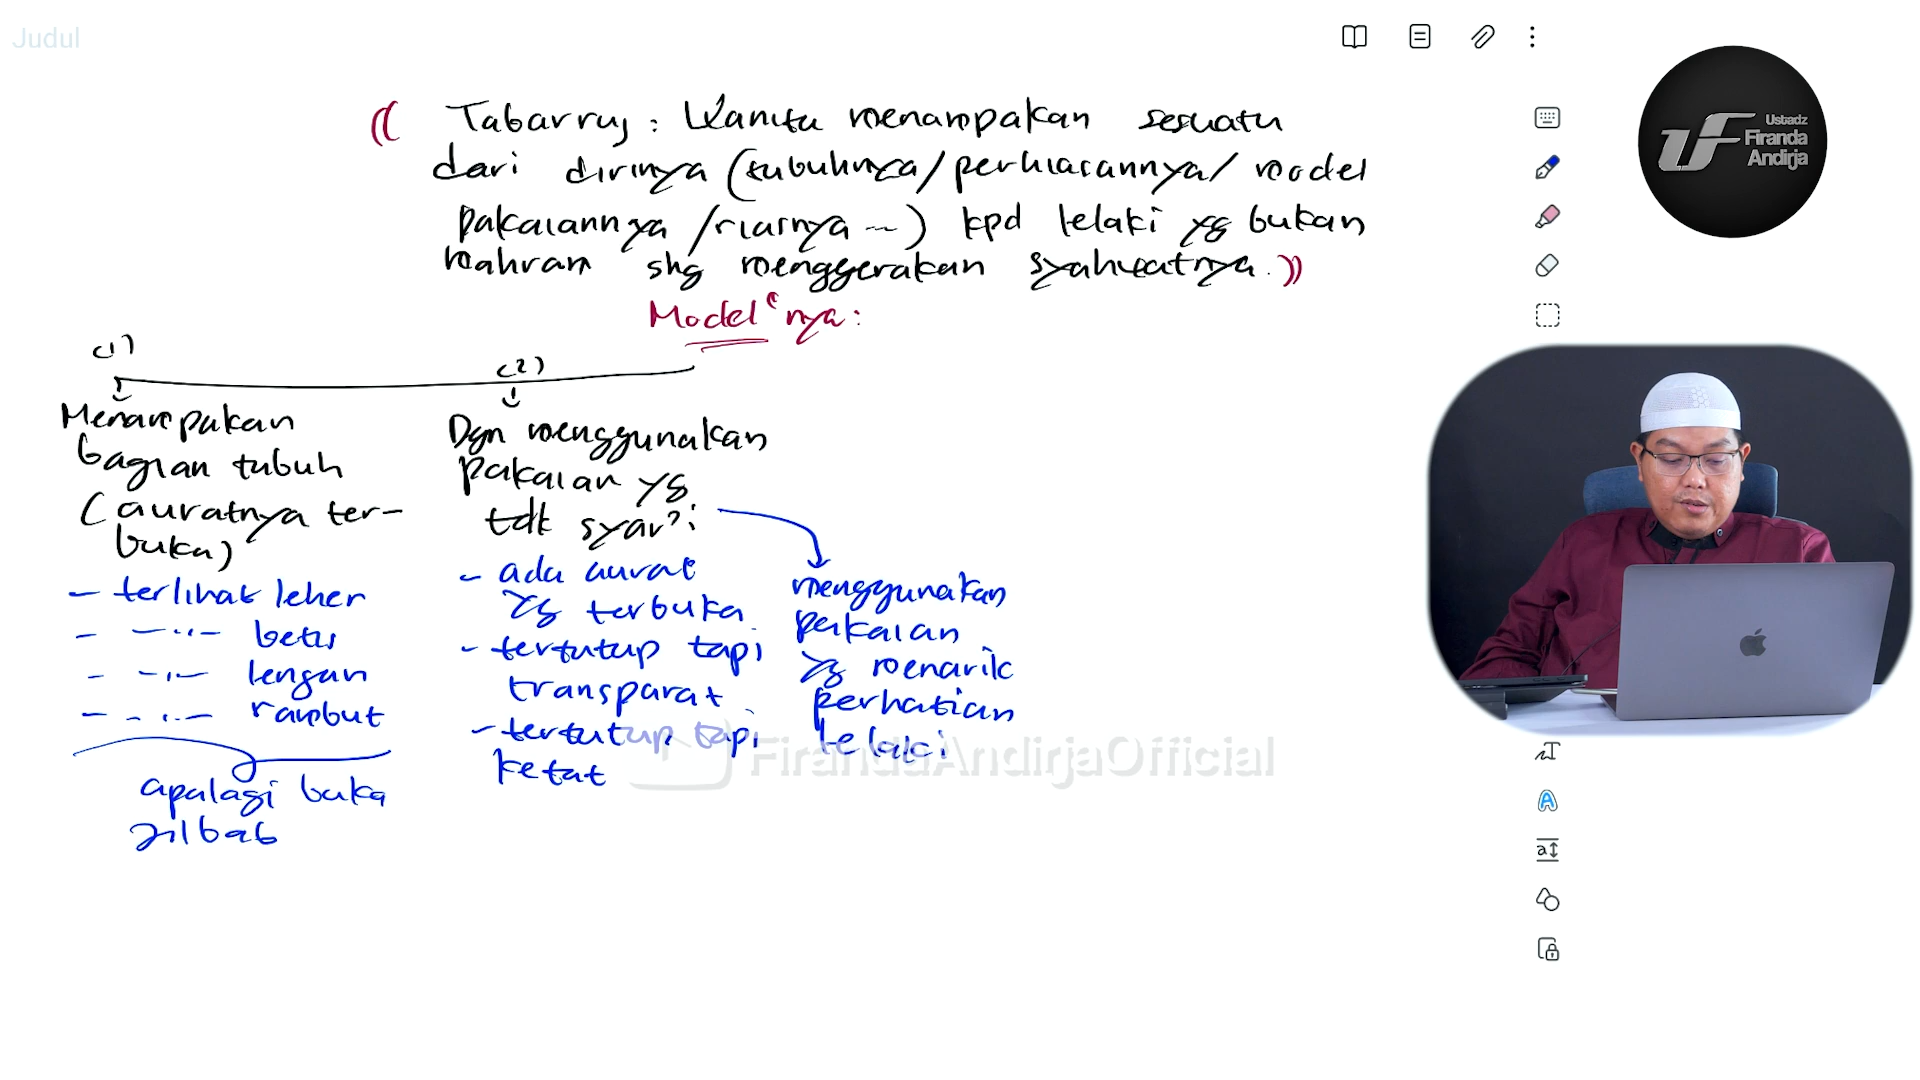 Judul
(( Tabarruj : Wanita menampakan sesuatu
dari dirinya (tubuhnya/perhiasannya/model
pakaiannya/riasnya ~) kpd lelaki yg bukan
mahram shg menggerakan syahwatnya. ))
Model² nya :
(1)
(2)
Menampakan
bagian tubuh
(auratnya ter-
buka)
- terlihat leher
- —"— betis
- —"— lengan
- —"— rambut
apalagi buka
jilbab
Dgn menggunakan
pakaian yg
tdk syar'i
- ada aurat
yg terbuka
- tertutup tapi
transparat
- tertutup tapi
ketat
menggunakan
pakaian
yg menarik
perhatian
lelaki
FirandaAndirjaOfficial
UF Ustadz
Firanda
Andirja